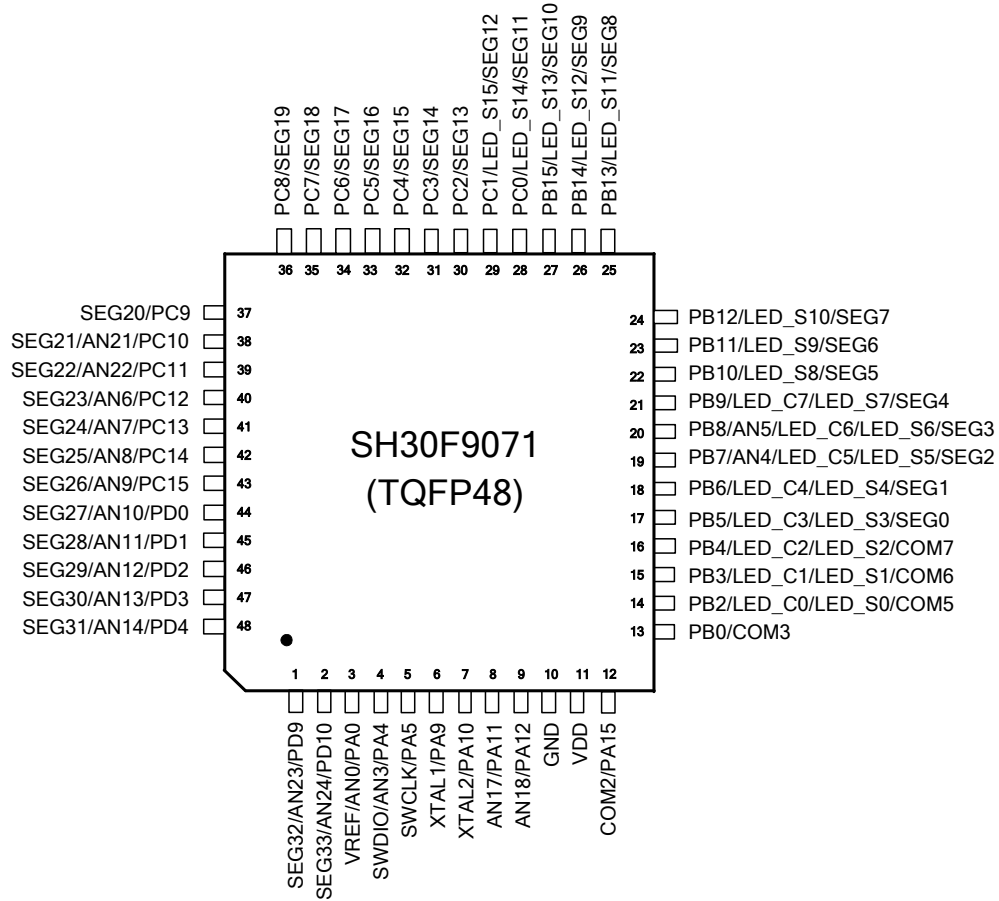 PC8/SEG19
PC7/SEG18
PC6/SEG17
PC5/SEG16
PC4/SEG15
PC3/SEG14
PC2/SEG13
PC1/LED_S15/SEG12
PC0/LED_S14/SEG11
PB15/LED_S13/SEG10
PB14/LED_S12/SEG9
PB13/LED_S11/SEG8
36 35 34 33 32 31 30 29 28 27 26 25
SEG20/PC9 37
SEG21/AN21/PC10 38
SEG22/AN22/PC11 39
SEG23/AN6/PC12 40
SEG24/AN7/PC13 41
SEG25/AN8/PC14 42
SEG26/AN9/PC15 43
SEG27/AN10/PD0 44
SEG28/AN11/PD1 45
SEG29/AN12/PD2 46
SEG30/AN13/PD3 47
SEG31/AN14/PD4 48
SH30F9071
(TQFP48)
24 PB12/LED_S10/SEG7
23 PB11/LED_S9/SEG6
22 PB10/LED_S8/SEG5
21 PB9/LED_C7/LED_S7/SEG4
20 PB8/AN5/LED_C6/LED_S6/SEG3
19 PB7/AN4/LED_C5/LED_S5/SEG2
18 PB6/LED_C4/LED_S4/SEG1
17 PB5/LED_C3/LED_S3/SEG0
16 PB4/LED_C2/LED_S2/COM7
15 PB3/LED_C1/LED_S1/COM6
14 PB2/LED_C0/LED_S0/COM5
13 PB0/COM3
1 2 3 4 5 6 7 8 9 10 11 12
SEG32/AN23/PD9
SEG33/AN24/PD10
VREF/AN0/PA0
SWDIO/AN3/PA4
SWCLK/PA5
XTAL1/PA9
XTAL2/PA10
AN17/PA11
AN18/PA12
GND
VDD
COM2/PA15